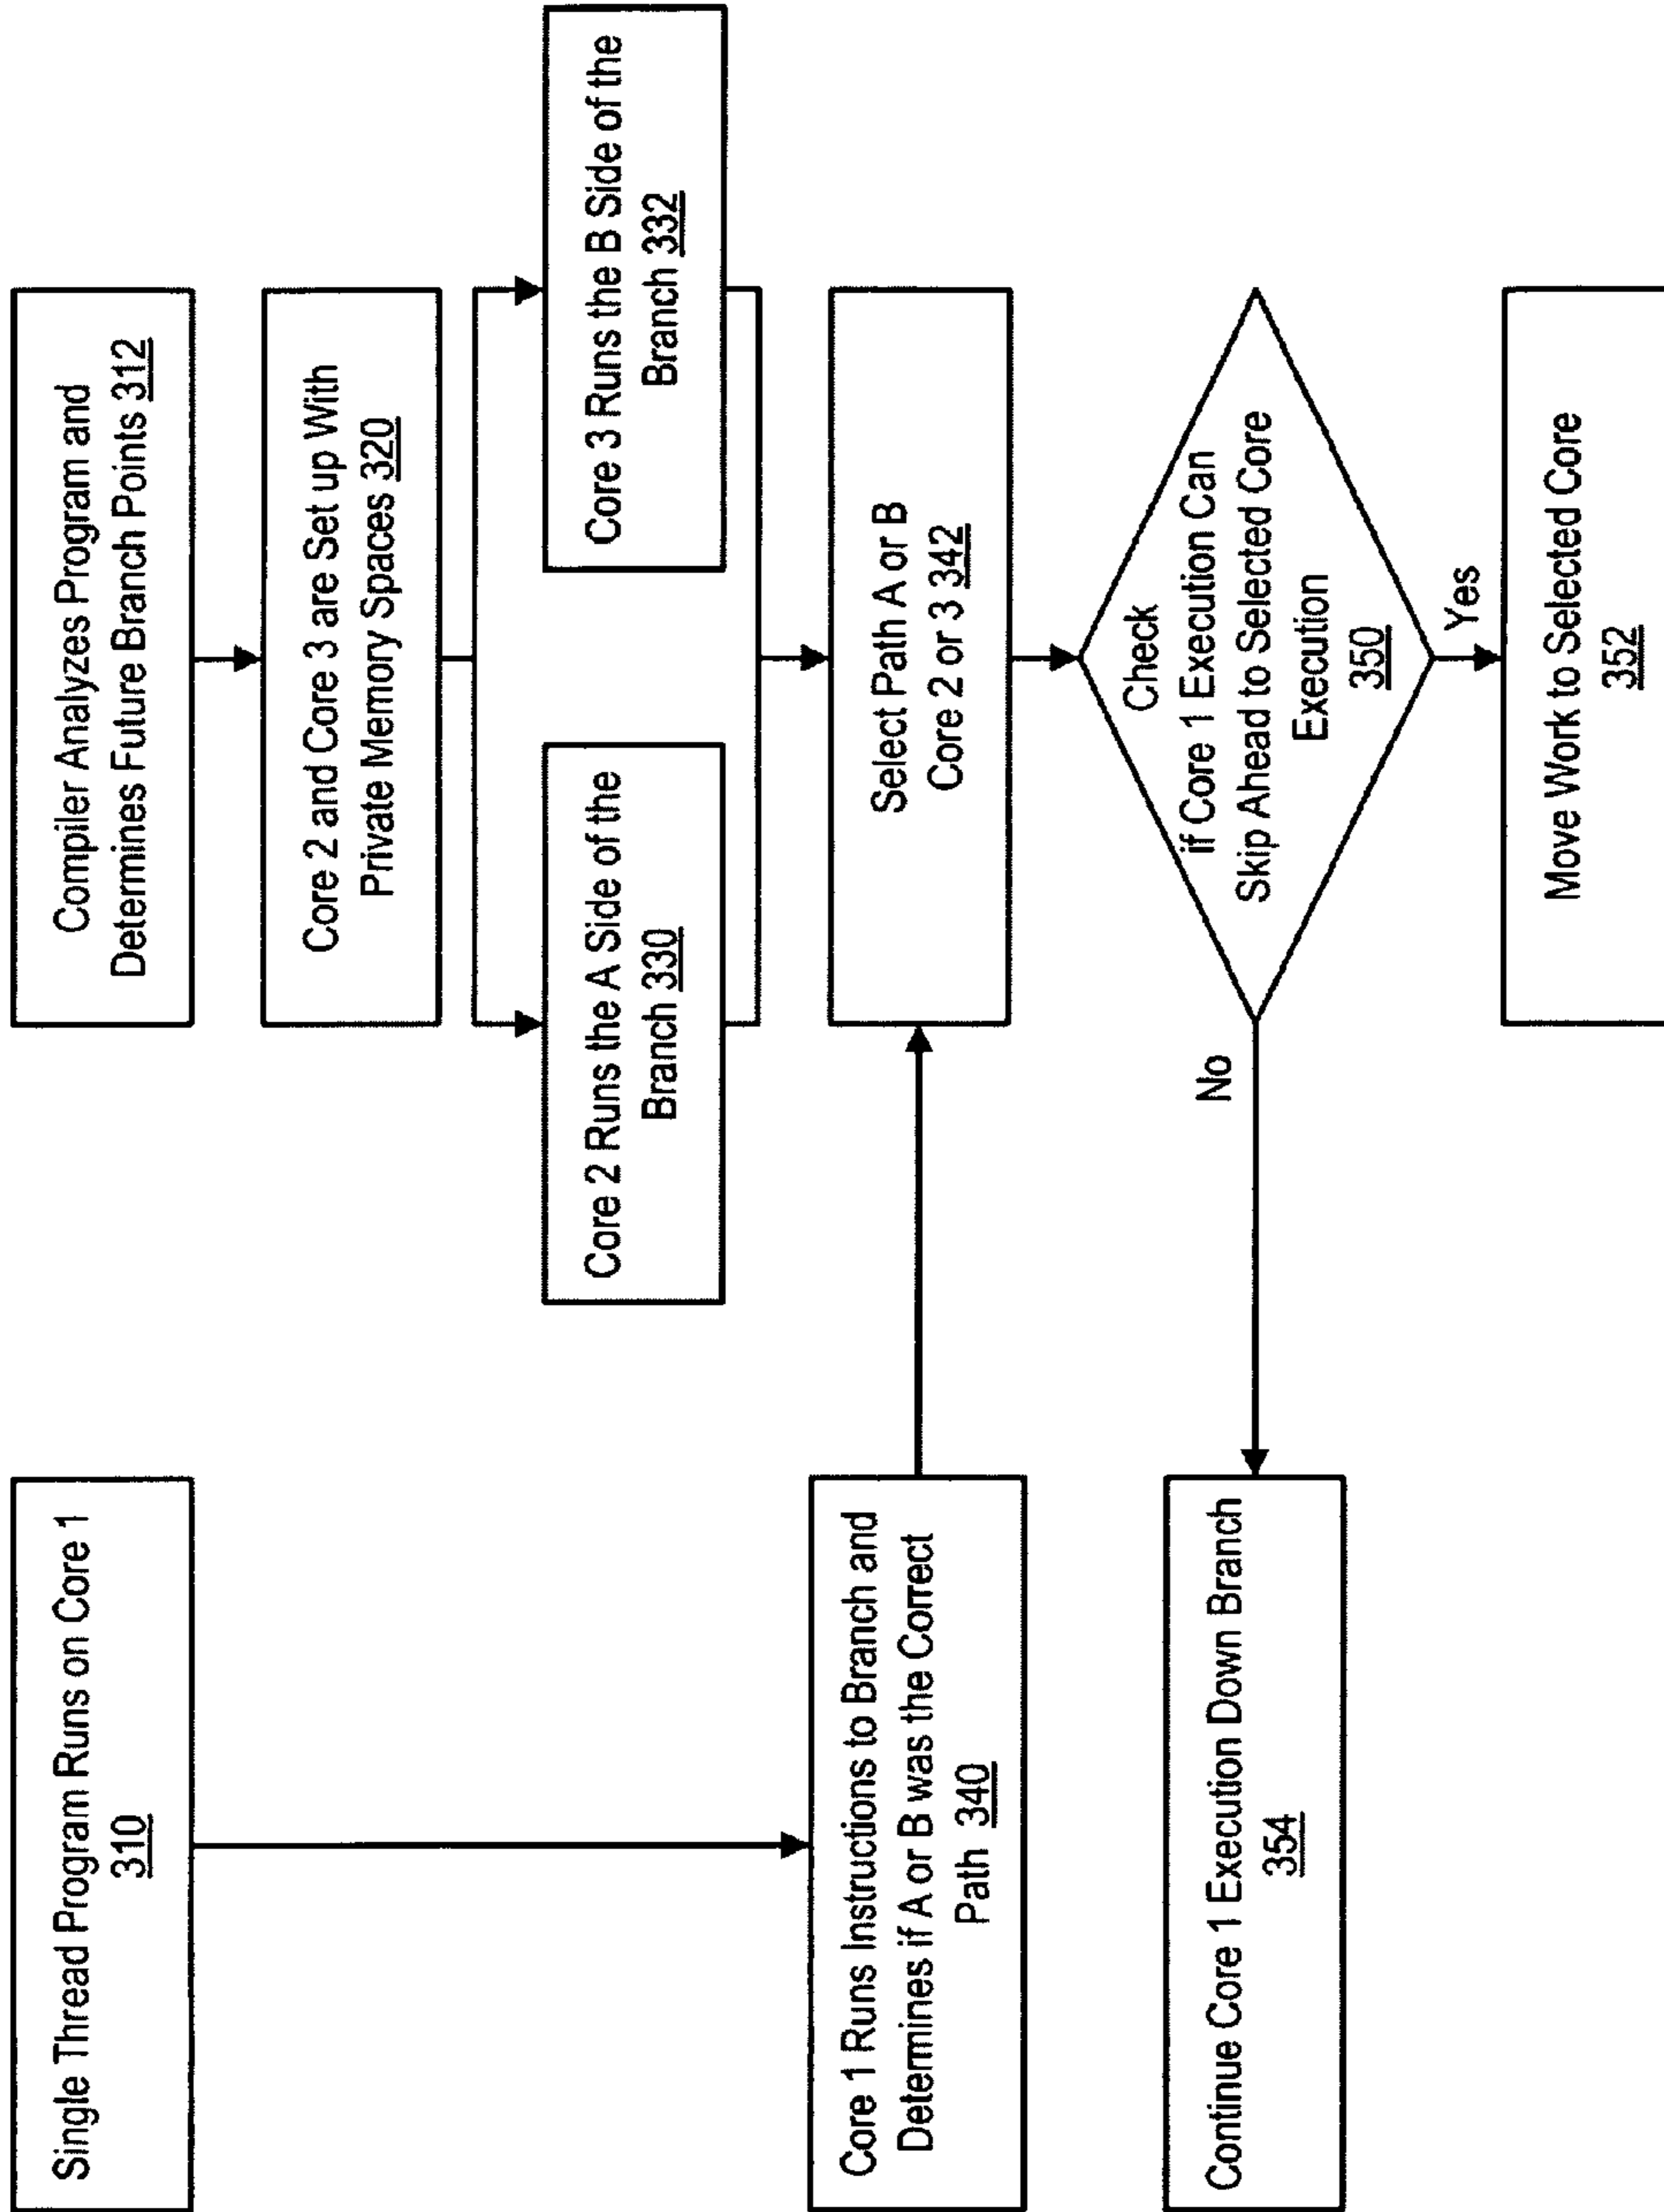 Single Thread Program Runs on Core 1
310
Compiler Analyzes Program and
Determines Future Branch Points 312
Core 2 and Core 3 are Set up With
Private Memory Spaces 320
Core 2 Runs the A Side of the
Branch 330
Core 3 Runs the B Side of the
Branch 332
Core 1 Runs Instructions to Branch and
Determines if A or B was the Correct
Path 340
Select Path A or B
Core 2 or 3 342
Check
if Core 1 Execution Can
Skip Ahead to Selected Core
Execution
350
No
Yes
Continue Core 1 Execution Down Branch
354
Move Work to Selected Core
352